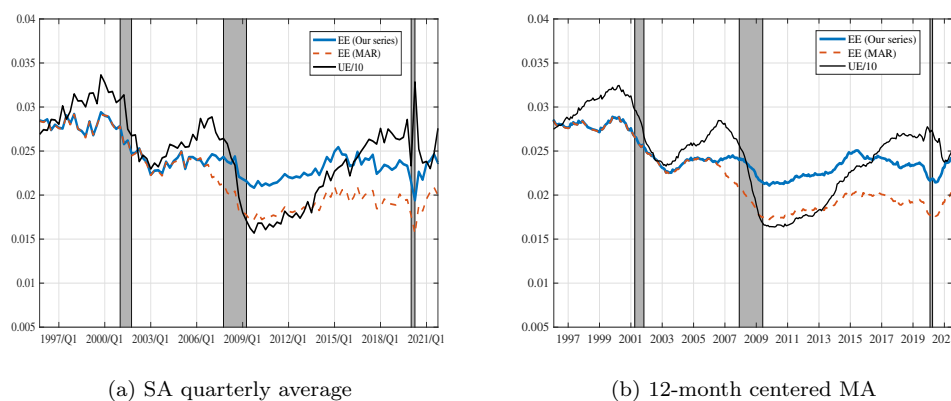 0.04
0.035
0.03
0.025
0.02
0.015
0.01
0.005
EE (Our series)
EE (MAR)
UE/10
1997/Q1 2000/Q1 2003/Q1 2006/Q1 2009/Q1 2012/Q1 2015/Q1 2018/Q1 2021/Q1
(a) SA quarterly average
0.04
0.035
0.03
0.025
0.02
0.015
0.01
0.005
EE (Our series)
EE (MAR)
UE/10
1997 1999 2001 2003 2005 2007 2009 2011 2013 2015 2017 2019
(b) 12-month centered MA